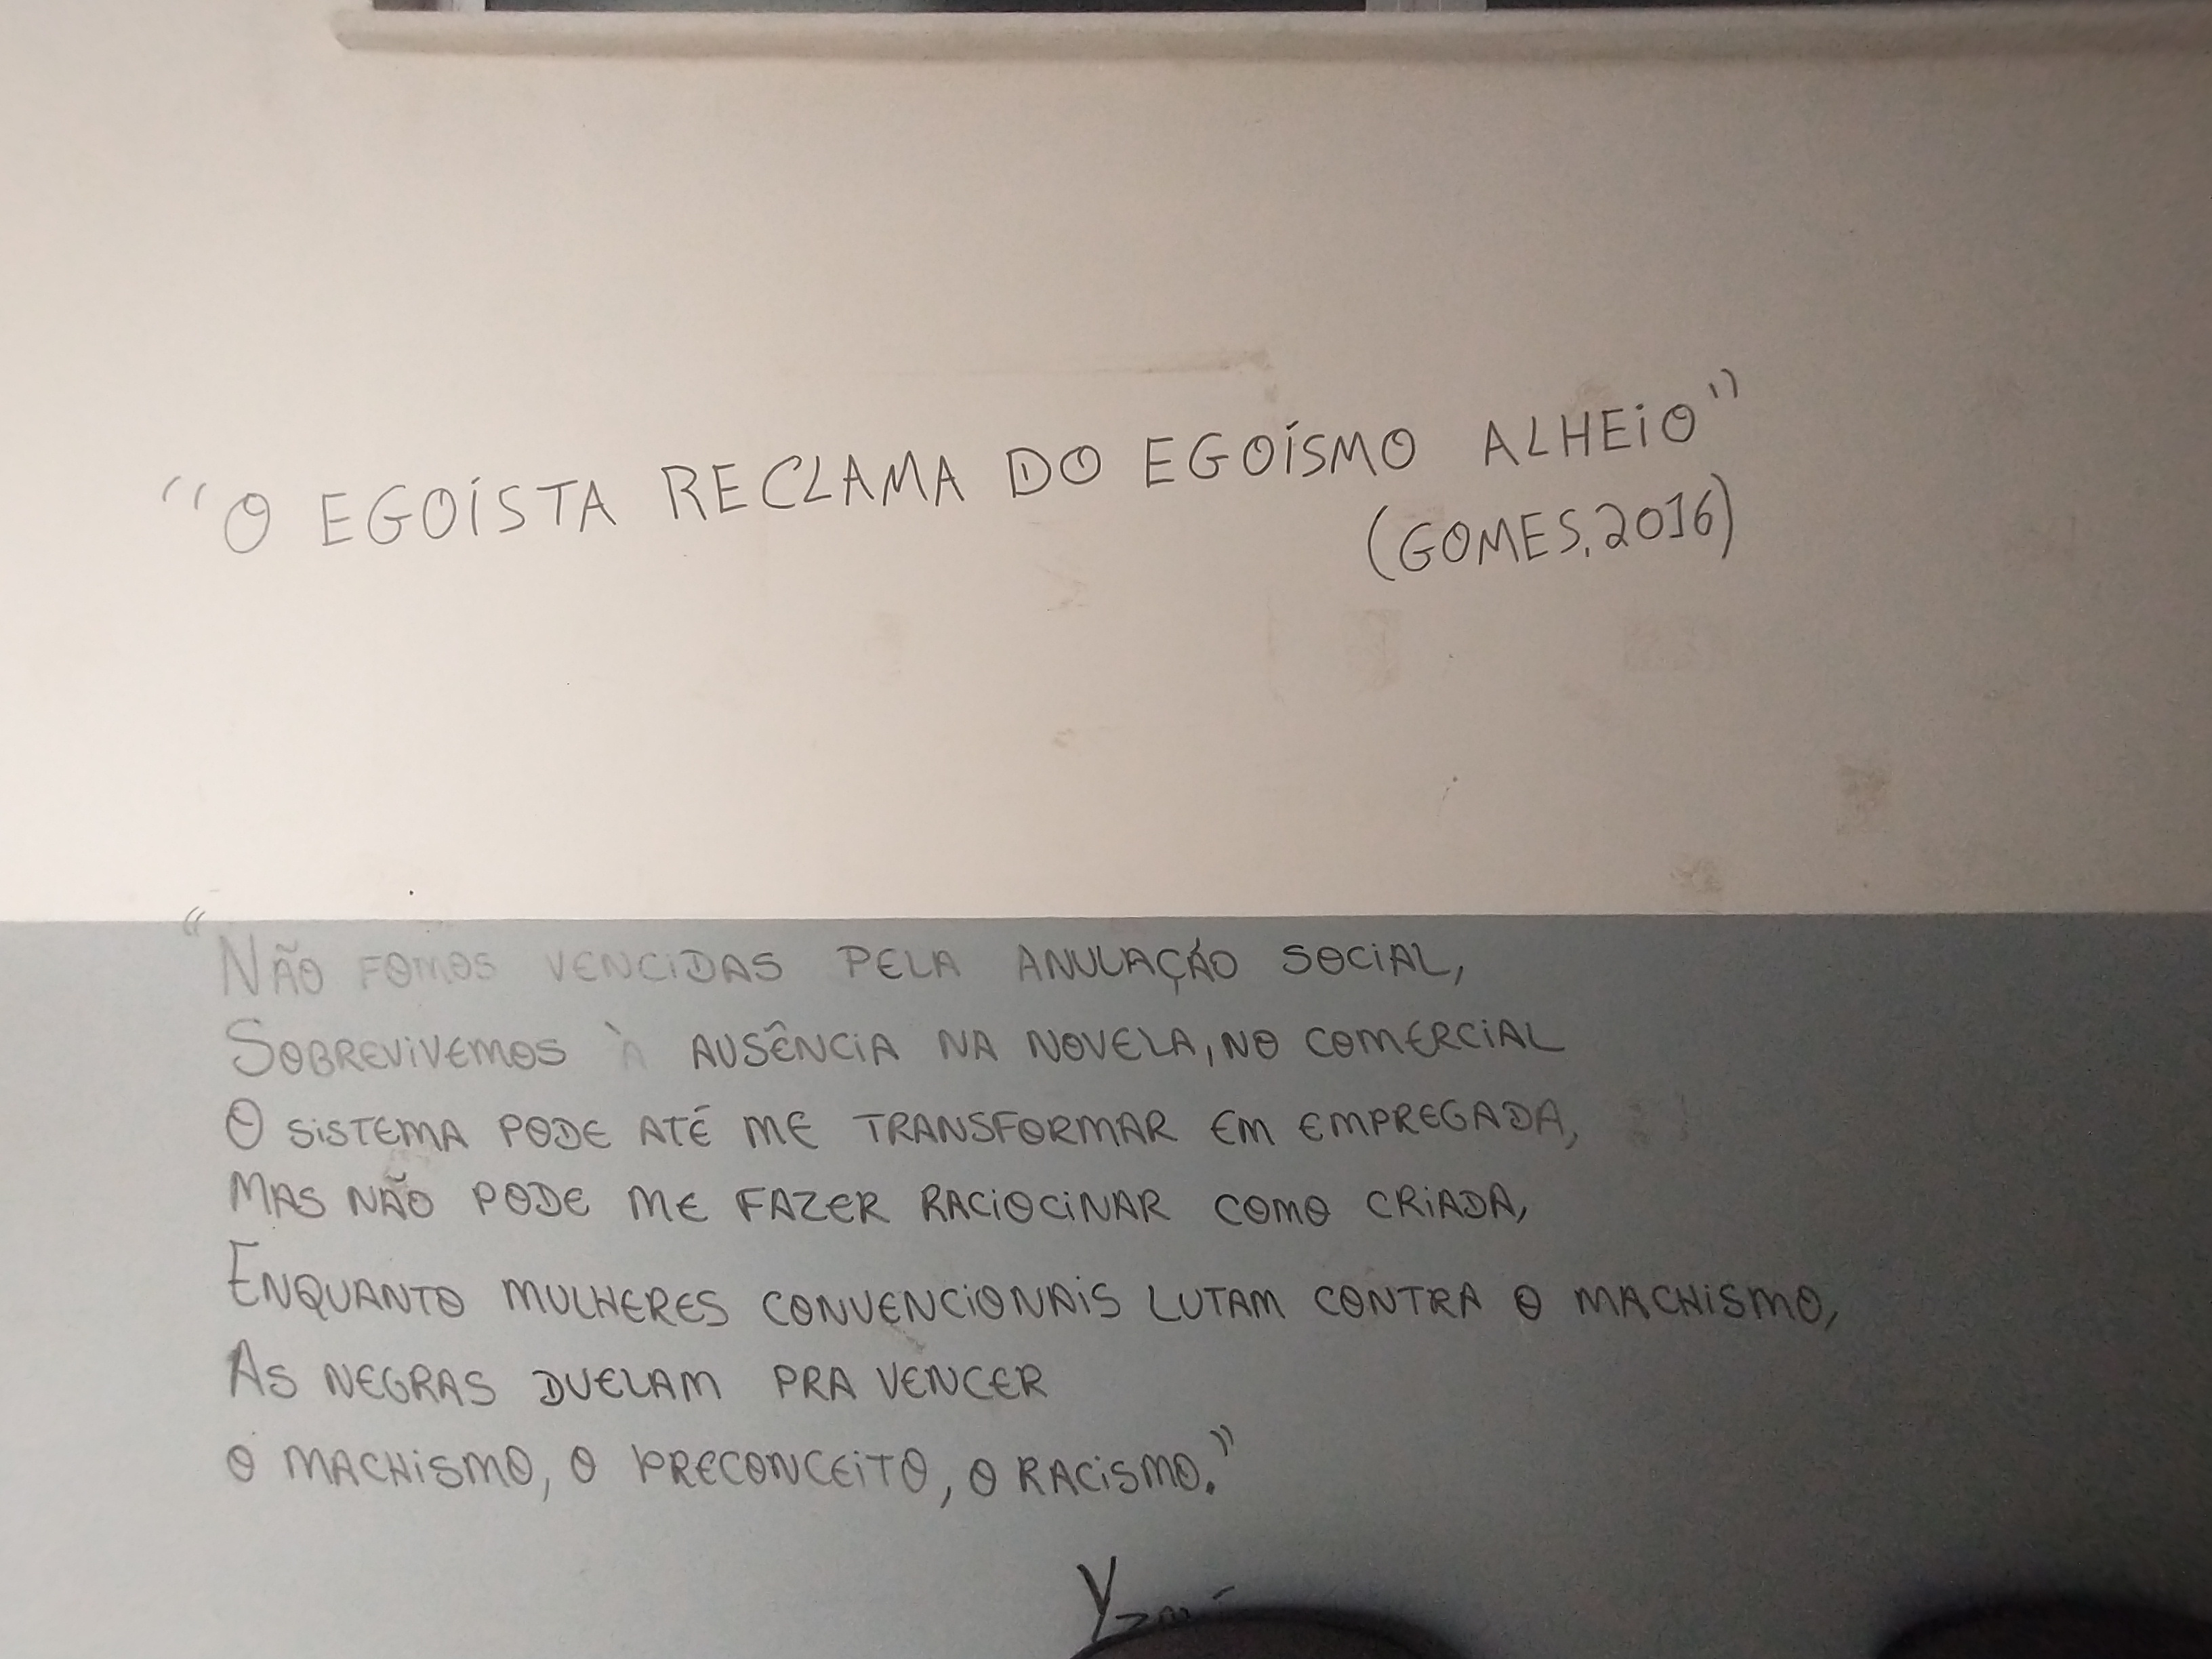 "O EGOÍSTA RECLAMA DO EGOÍSMO ALHEIO"
(GOMES, 2016)
"NÃO FOMOS VENCIDAS PELA ANULAÇÃO SOCIAL,
SOBREVIVEMOS À AUSÊNCIA NA NOVELA, NO COMERCIAL
O SISTEMA PODE ATÉ ME TRANSFORMAR EM EMPREGADA,
MAS NÃO PODE ME FAZER RACIOCINAR COMO CRIADA,
ENQUANTO MULHERES CONVENCIONAIS LUTAM CONTRA O MACHISMO,
AS NEGRAS DUELAM PRA VENCER
O MACHISMO, O PRECONCEITO, O RACISMO."